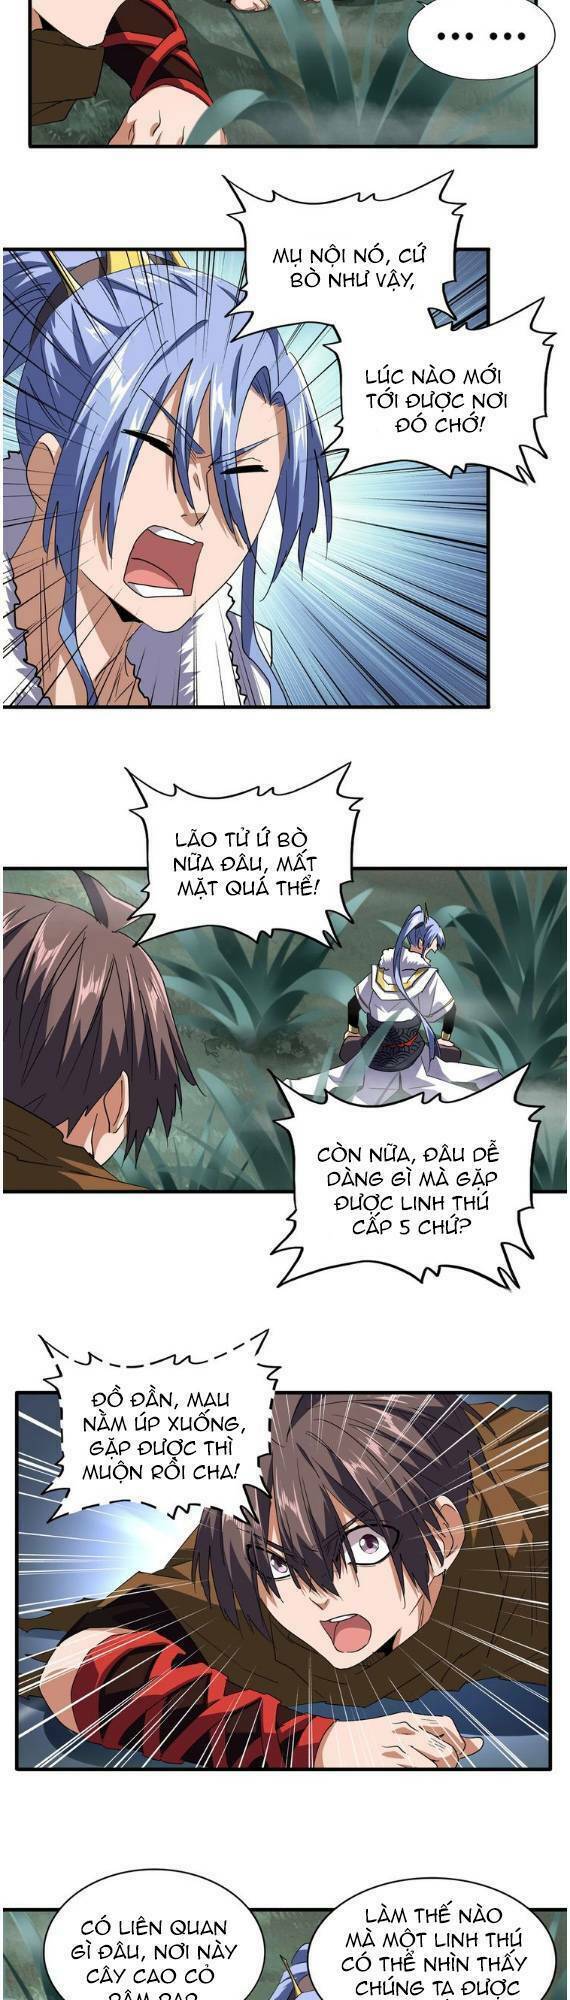 ... ...
MỤ NỘI NÓ, CỨ
BÒ NHƯ VẬY,
LÚC NÀO MỚI
TỚI ĐƯỢC NƠI
ĐÓ CHỚ!
LÃO TỬ Ứ BÒ
NỮA ĐÂU, MẤT
MẶT QUÁ THỂ!
CÒN NỮA, ĐÂU DỄ
DÀNG GÌ MÀ GẶP
ĐƯỢC LINH THÚ
CẤP 5 CHỨ?
ĐỒ ĐẦN, MAU
NẰM ÚP XUỐNG,
GẶP ĐƯỢC THÌ
MUỘN RỒI CHA!
CÓ LIÊN QUAN
GÌ ĐÂU, NƠI NÀY
CÂY CAO CỎ
LÀM THẾ NÀO
MÀ MỘT LINH THÚ
CÓ THỂ NHÌN THẤY
CHÚNG TA ĐƯỢC